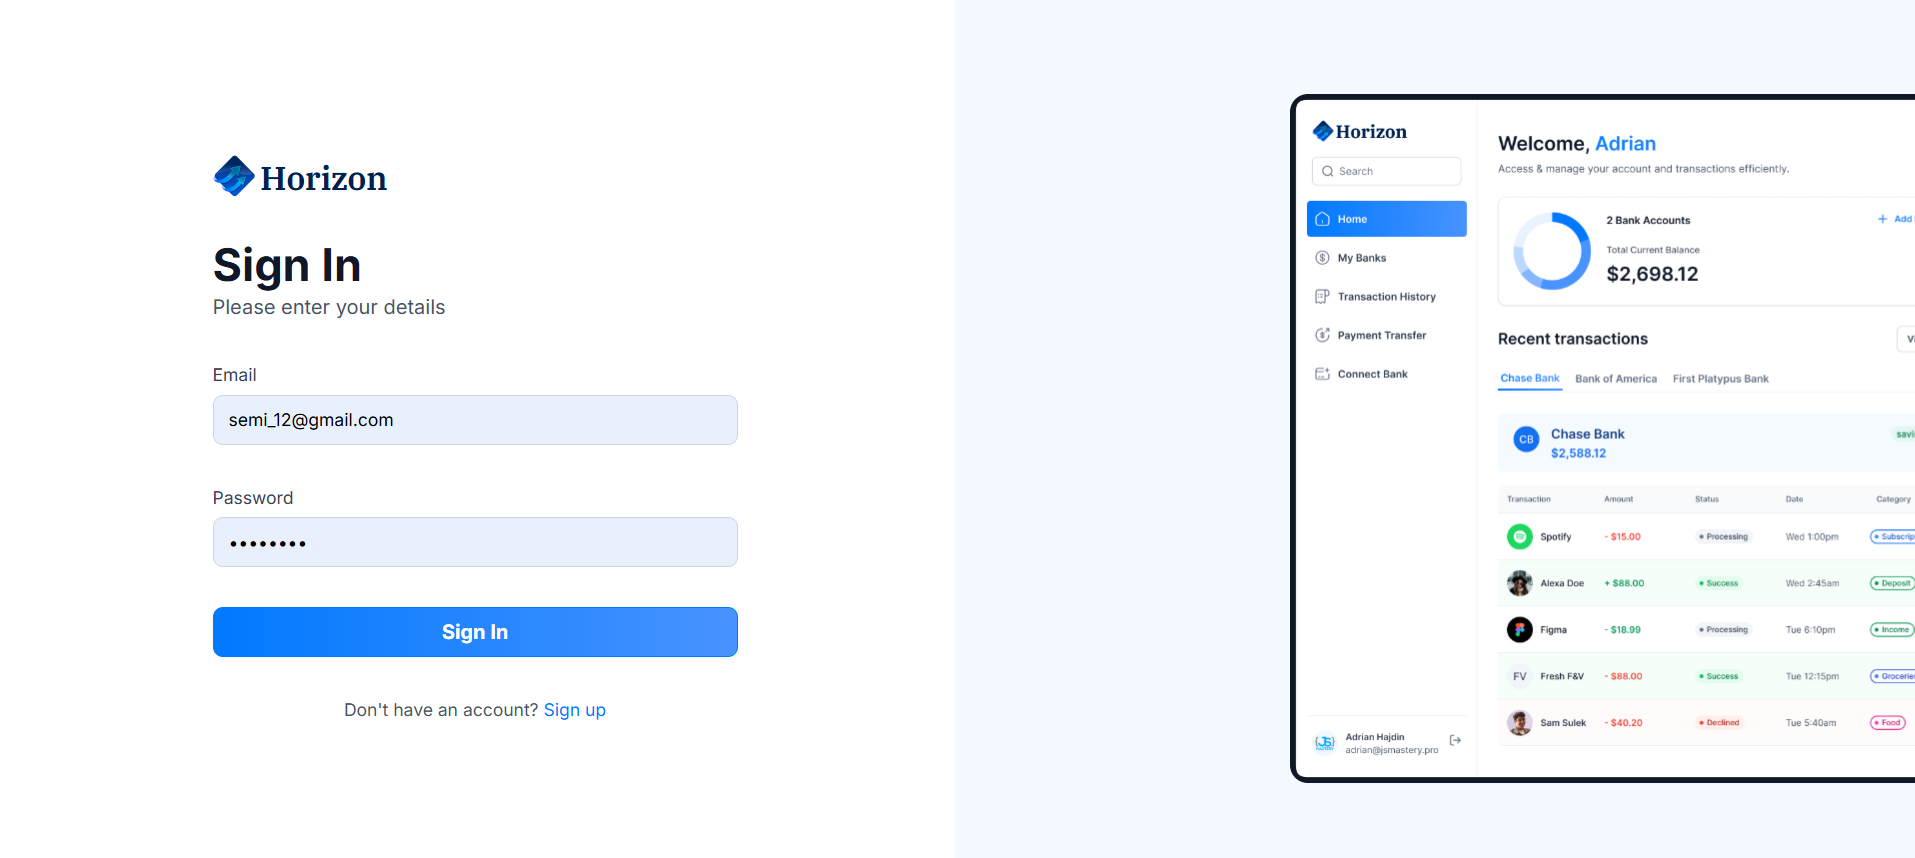 Horizon
Sign In
Please enter your details
Email
semi_12@gmail.com
Password
••••••••
Sign In
Don't have an account? Sign up
Horizon
Search
Home
My Banks
Transaction History
Payment Transfer
Connect Bank
Adrian Hajdin
adrian@jsmastery.pro
Welcome, Adrian
Access & manage your account and transactions efficiently.
2 Bank Accounts
+ Add
Total Current Balance
$2,698.12
Recent transactions
Chase Bank Bank of America First Platypus Bank
CB Chase Bank
$2,588.12
Transaction Amount Status Date Category
Spotify - $15.00 Processing Wed 1:00pm
Alexa Doe + $88.00 Success Wed 2:45am Deposit
Figma - $18.99 Processing Tue 6:10pm Income
FV Fresh F&V - $88.00 Success Tue 12:15pm
Sam Sulek - $40.20 Declined Tue 5:40am Food